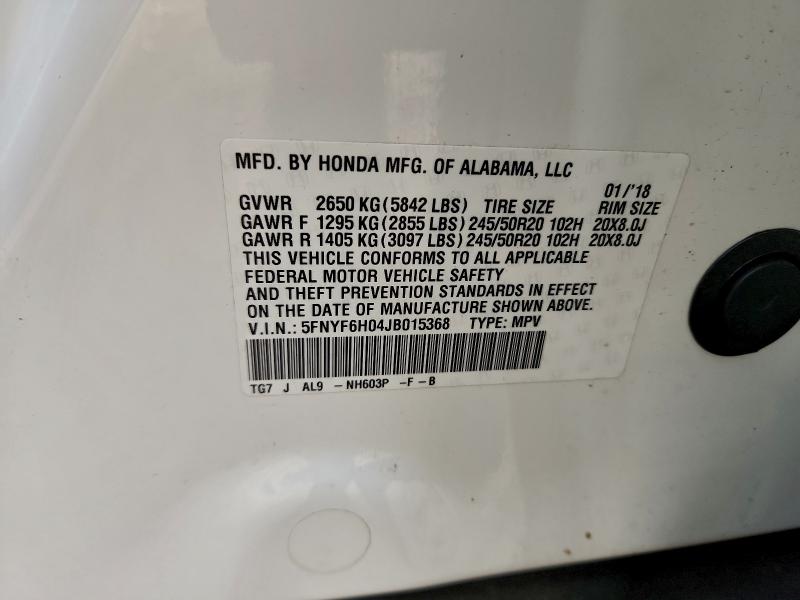 MFD. BY HONDA MFG. OF ALABAMA, LLC
01/'18
GVWR 2650 KG (5842 LBS) TIRE SIZE RIM SIZE
GAWR F 1295 KG (2855 LBS) 245/50R20 102H 20X8.0J
GAWR R 1405 KG (3097 LBS) 245/50R20 102H 20X8.0J
THIS VEHICLE CONFORMS TO ALL APPLICABLE
FEDERAL MOTOR VEHICLE SAFETY
AND THEFT PREVENTION STANDARDS IN EFFECT
ON THE DATE OF MANUFACTURE SHOWN ABOVE.
V.I.N.: 5FNYF6H04JB015368 TYPE: MPV
TG7 J AL9 -NH603P -F-B